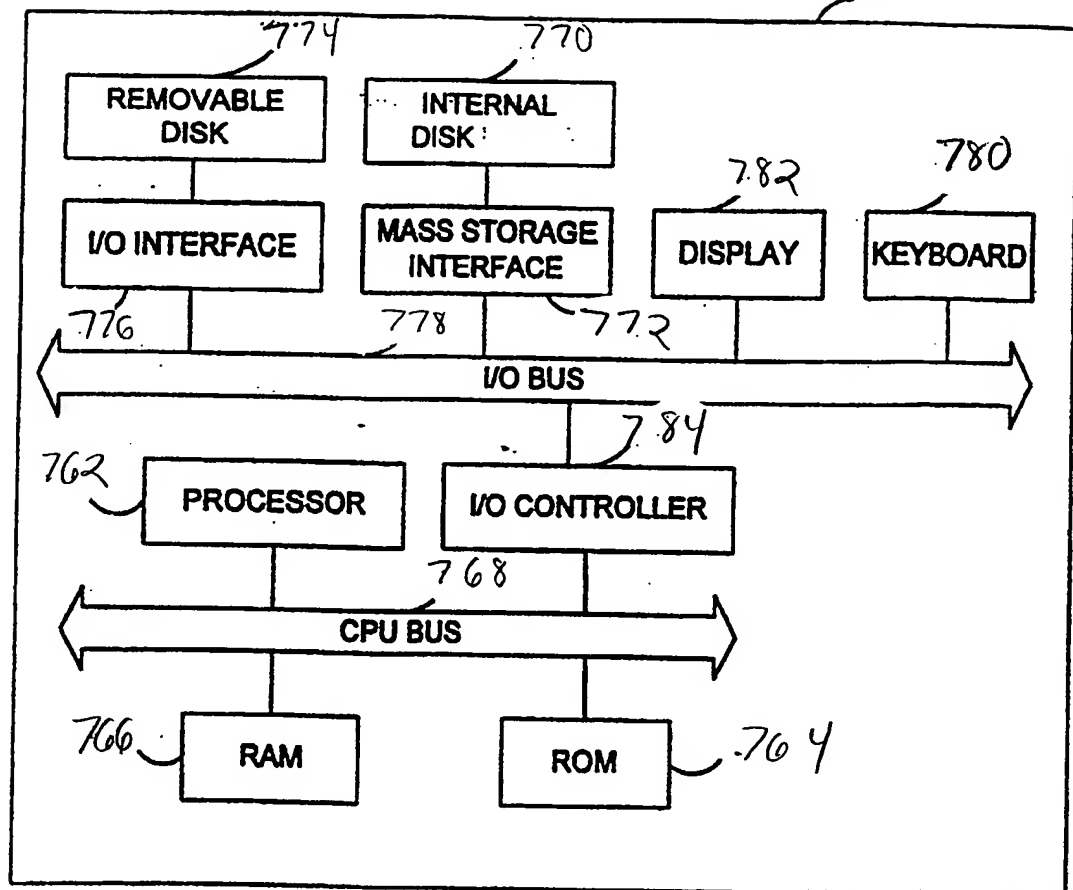 774
770
REMOVABLE
DISK
INTERNAL
DISK
782
780
I/O INTERFACE
MASS STORAGE
INTERFACE
DISPLAY
KEYBOARD
776
778
772
I/O BUS
784
762
PROCESSOR
I/O CONTROLLER
768
CPU BUS
766
RAM
ROM
764